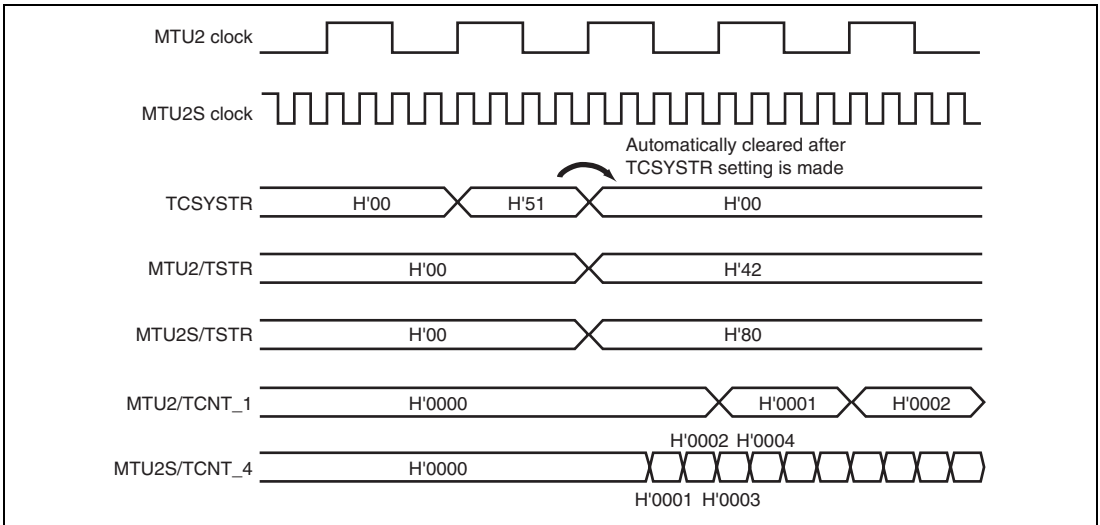 MTU2 clock
MTU2S clock
Automatically cleared after
TCSYSTR setting is made
TCSYSTR H'00 H'51 H'00
MTU2/TSTR H'00 H'42
MTU2S/TSTR H'00 H'80
MTU2/TCNT_1 H'0000 H'0001 H'0002
H'0002 H'0004
MTU2S/TCNT_4 H'0000
H'0001 H'0003